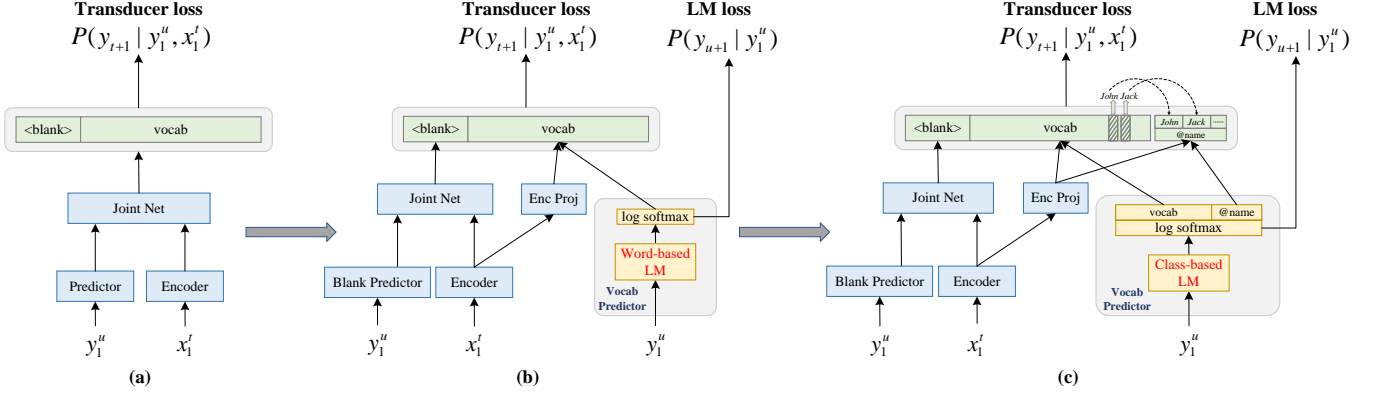 Transducer loss
P(y_{t+1} | y_1^u, x_1^t)
<blank> vocab
Joint Net
Predictor Encoder
y_1^u x_1^t
(a)
Transducer loss LM loss
P(y_{t+1} | y_1^u, x_1^t) P(y_{u+1} | y_1^u)
<blank> vocab
Joint Net Enc Proj
log softmax
Word-based
LM
Blank Predictor Encoder
Vocab
Predictor
y_1^u x_1^t y_1^u
(b)
Transducer loss LM loss
P(y_{t+1} | y_1^u, x_1^t) P(y_{u+1} | y_1^u)
John Jack
<blank> vocab John Jack ......
@name
Joint Net Enc Proj
vocab @name
log softmax
Class-based
LM
Blank Predictor Encoder
Vocab
Predictor
y_1^u x_1^t y_1^u
(c)